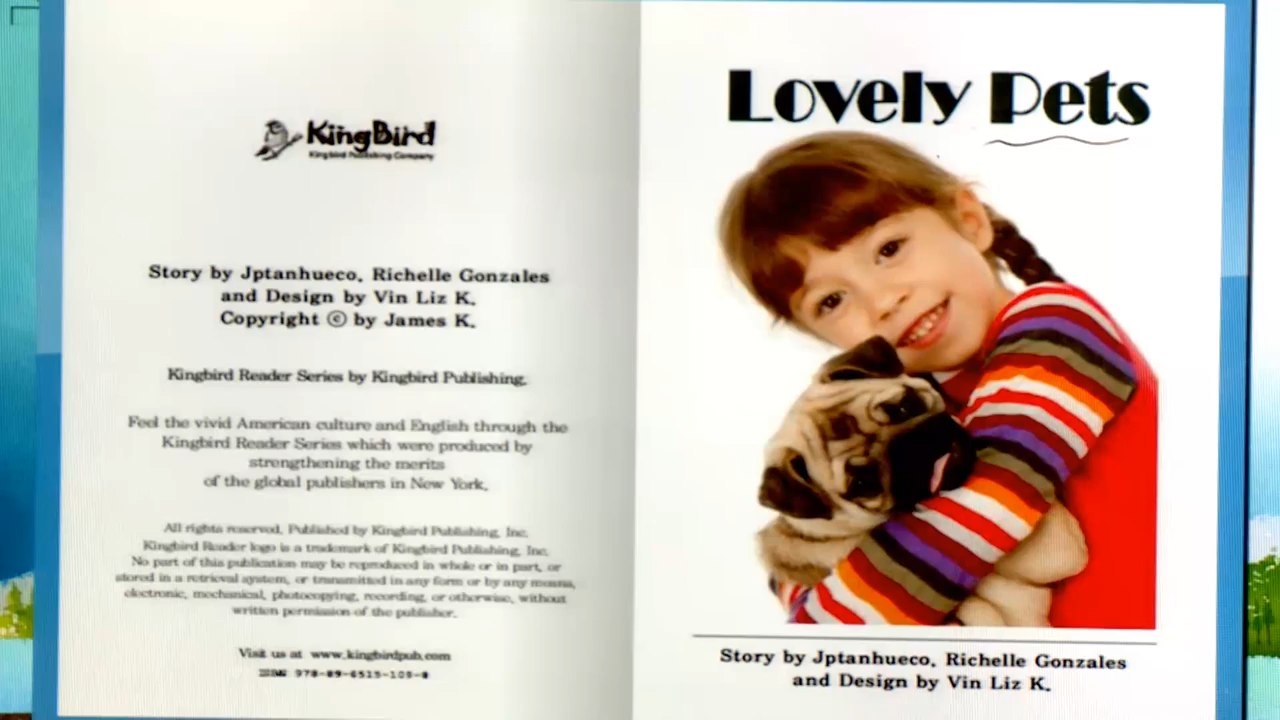 KingBird
Kingbird Publishing Company
Story by Jptanhueco, Richelle Gonzales
and Design by Vin Liz K.
Copyright ⓒ by James K.
Kingbird Reader Series by Kingbird Publishing.
Feel the vivid American culture and English through the
Kingbird Reader Series which were produced by
strengthening the merits
of the global publishers in New York.
All rights reserved, Published by Kingbird Publishing, Inc.
Kingbird Reader logo is a trademark of Kingbird Publishing, Inc.
No part of this publication may be reproduced in whole or in part, or
stored in a retrieval system, or transmitted in any form or by any means,
electronic, mechanical, photocopying, recording, or otherwise, without
written permission of the publisher.
Visit us at www.kingbirdpub.com
ISBN 978-89-6515-109-8
Lovely Pets
Story by Jptanhueco, Richelle Gonzales
and Design by Vin Liz K.